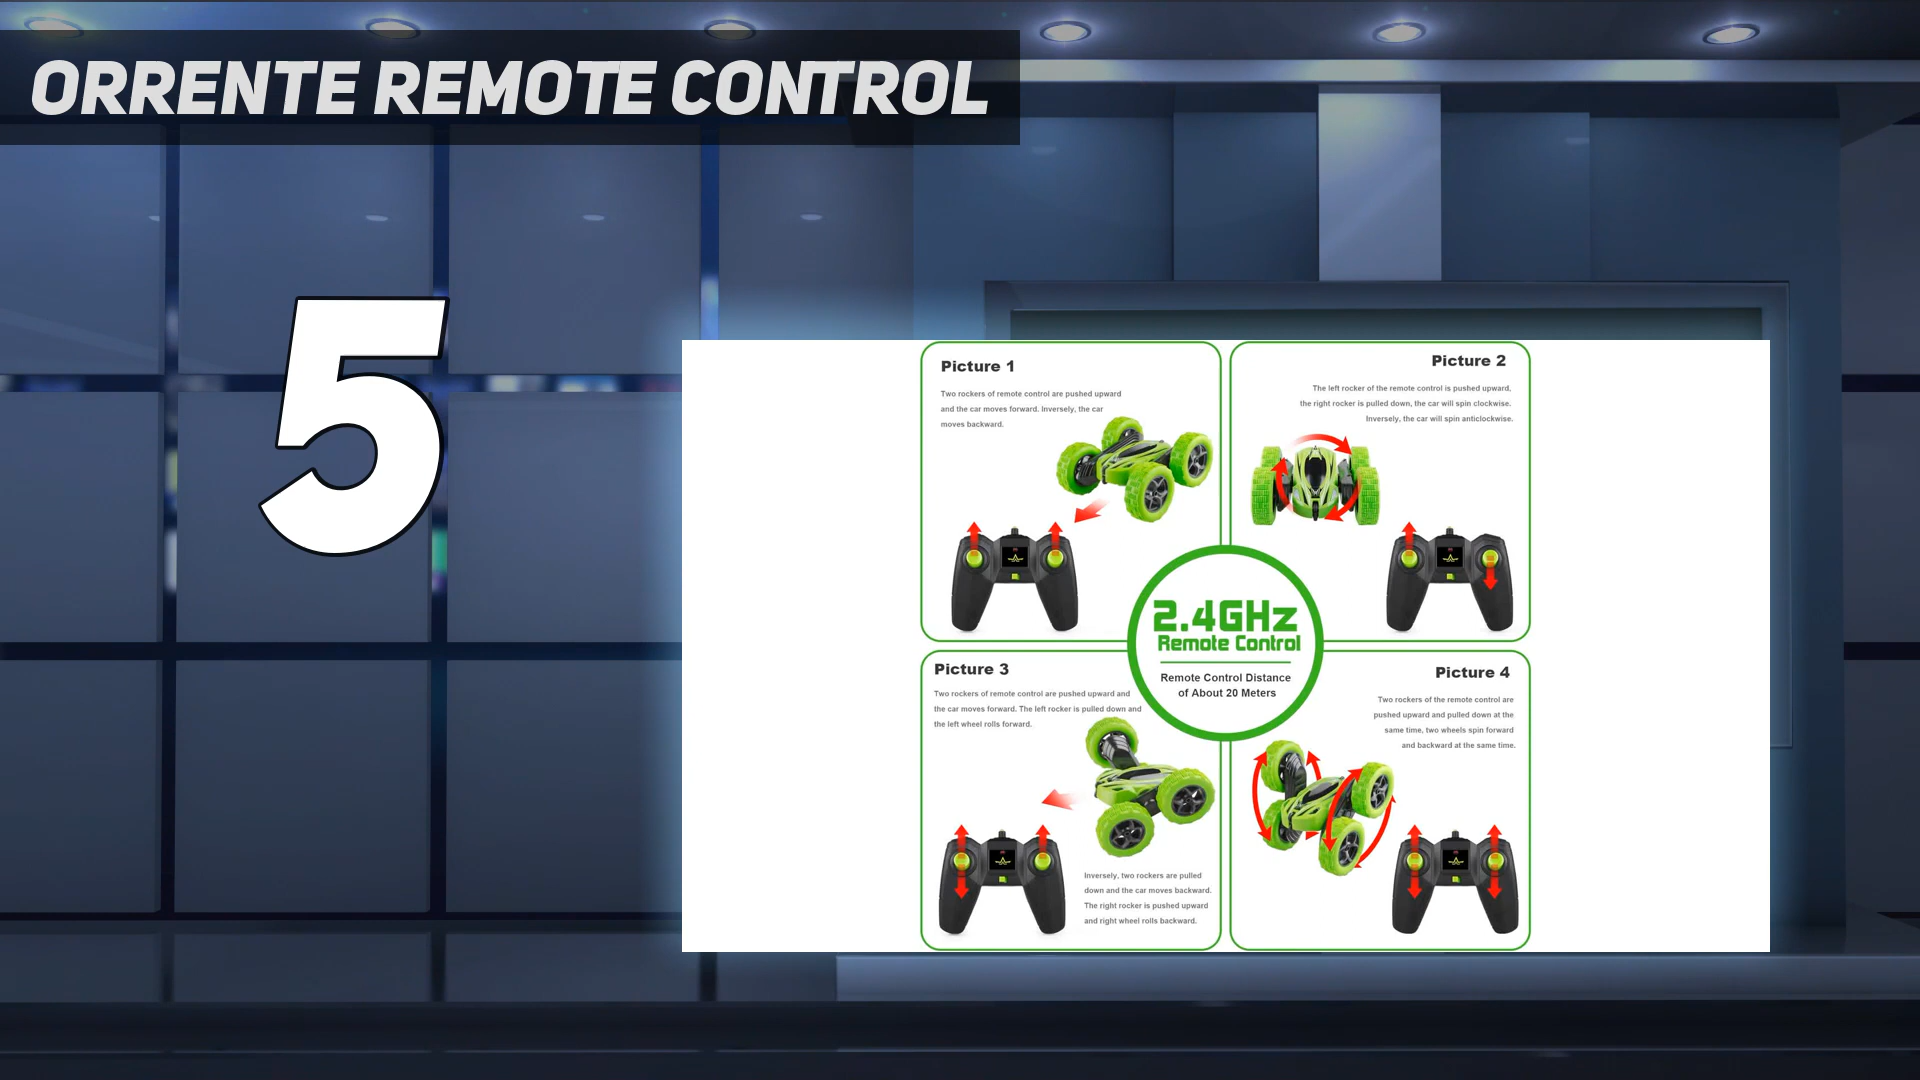 ORRENTE REMOTE CONTROL
5
Picture 1
Two rockers of remote control are pushed upward
and the car moves forward. Inversely, the car
moves backward.
Picture 2
The left rocker of the remote control is pushed upward,
the right rocker is pulled down, the car will spin clockwise.
Inversely, the car will spin anticlockwise.
2.4GHz
Remote Control
Remote Control Distance
of About 20 Meters
Picture 3
Two rockers of remote control are pushed upward and
the car moves forward. The left rocker is pulled down and
the left wheel rolls forward.
Inversely, two rockers are pulled
down and the car moves backward.
The right rocker is pushed upward
and right wheel rolls backward.
Picture 4
Two rockers of the remote control are
pushed upward and pulled down at the
same time, two wheels spin forward
and backward at the same time.